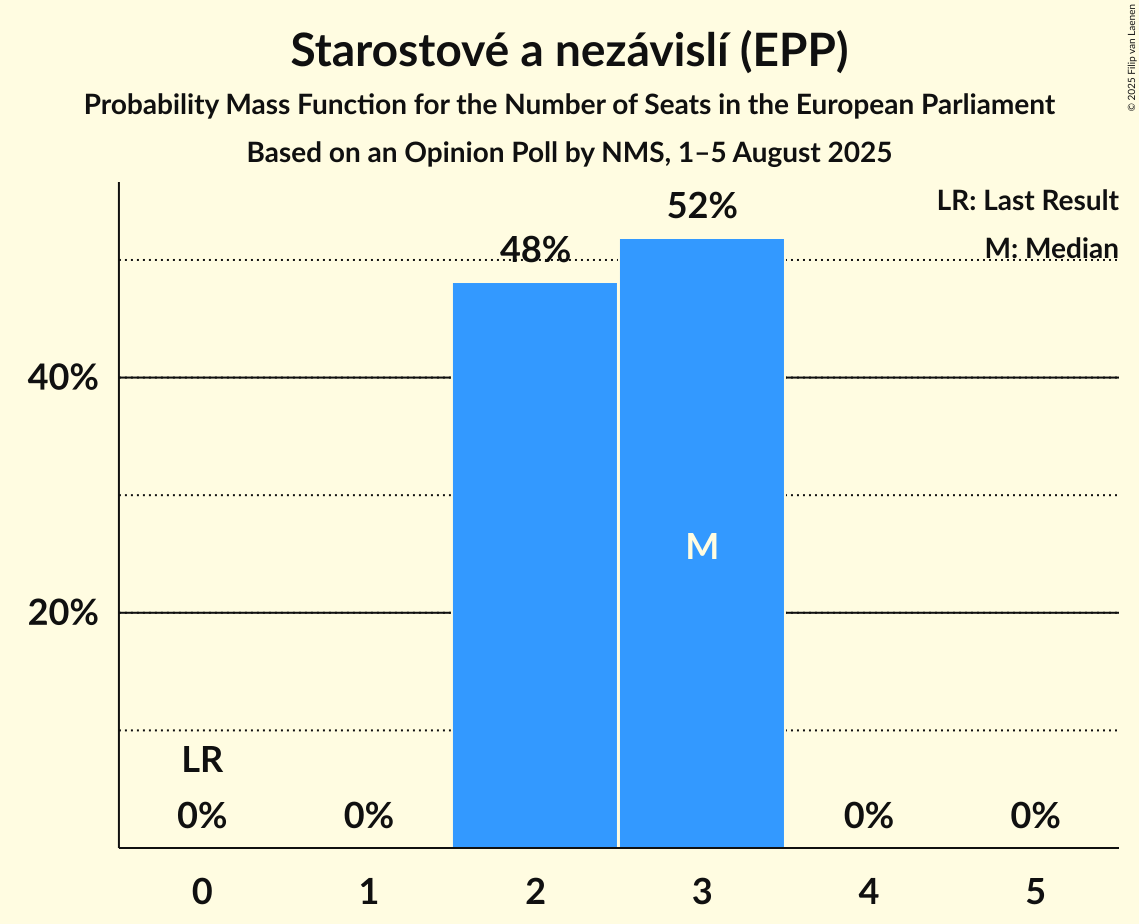 Starostové a nezávislí (EPP)
Probability Mass Function for the Number of Seats in the European Parliament
Based on an Opinion Poll by NMS, 1–5 August 2025
© 2025 Filip van Laenen
LR: Last Result
M: Median
52%
48%
40%
20%
M
LR
0%
0%
0%
0%
0
1
2
3
4
5